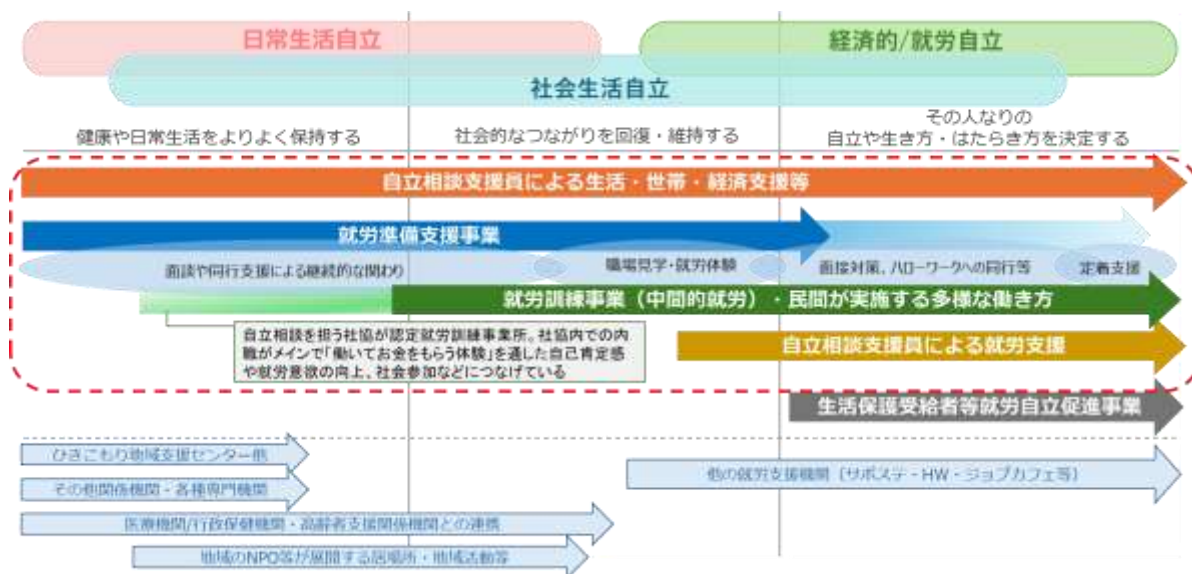 日常生活自立
経済的/就労自立
社会生活自立
健康や日常生活をよりよく保持する
社会的なつながりを回復・維持する
その人なりの
自立や生き方・はたらき方を決定する
自立相談支援員による生活・世帯・経済支援等
就労準備支援事業
面談や同行支援による継続的な関わり
職場見学・就労体験
面接対策、ハローワークへの同行等
定着支援
就労訓練事業（中間的就労）・民間が実施する多様な働き方
自立相談を担う社協が認定就労訓練事業所。社協内での内
職がメインで「働いてお金をもらう体験」を通した自己肯定感
や就労意欲の向上、社会参加などにつなげている
自立相談支援員による就労支援
生活保護受給者等就労自立促進事業
ひきこもり地域支援センター他
その他関係機関・各種専門機関
他の就労支援機関（サポステ・HW・ジョブカフェ等）
医療機関/行政保健機関・高齢者支援関係機関との連携
地域のNPO等が展開する居場所・地域活動等